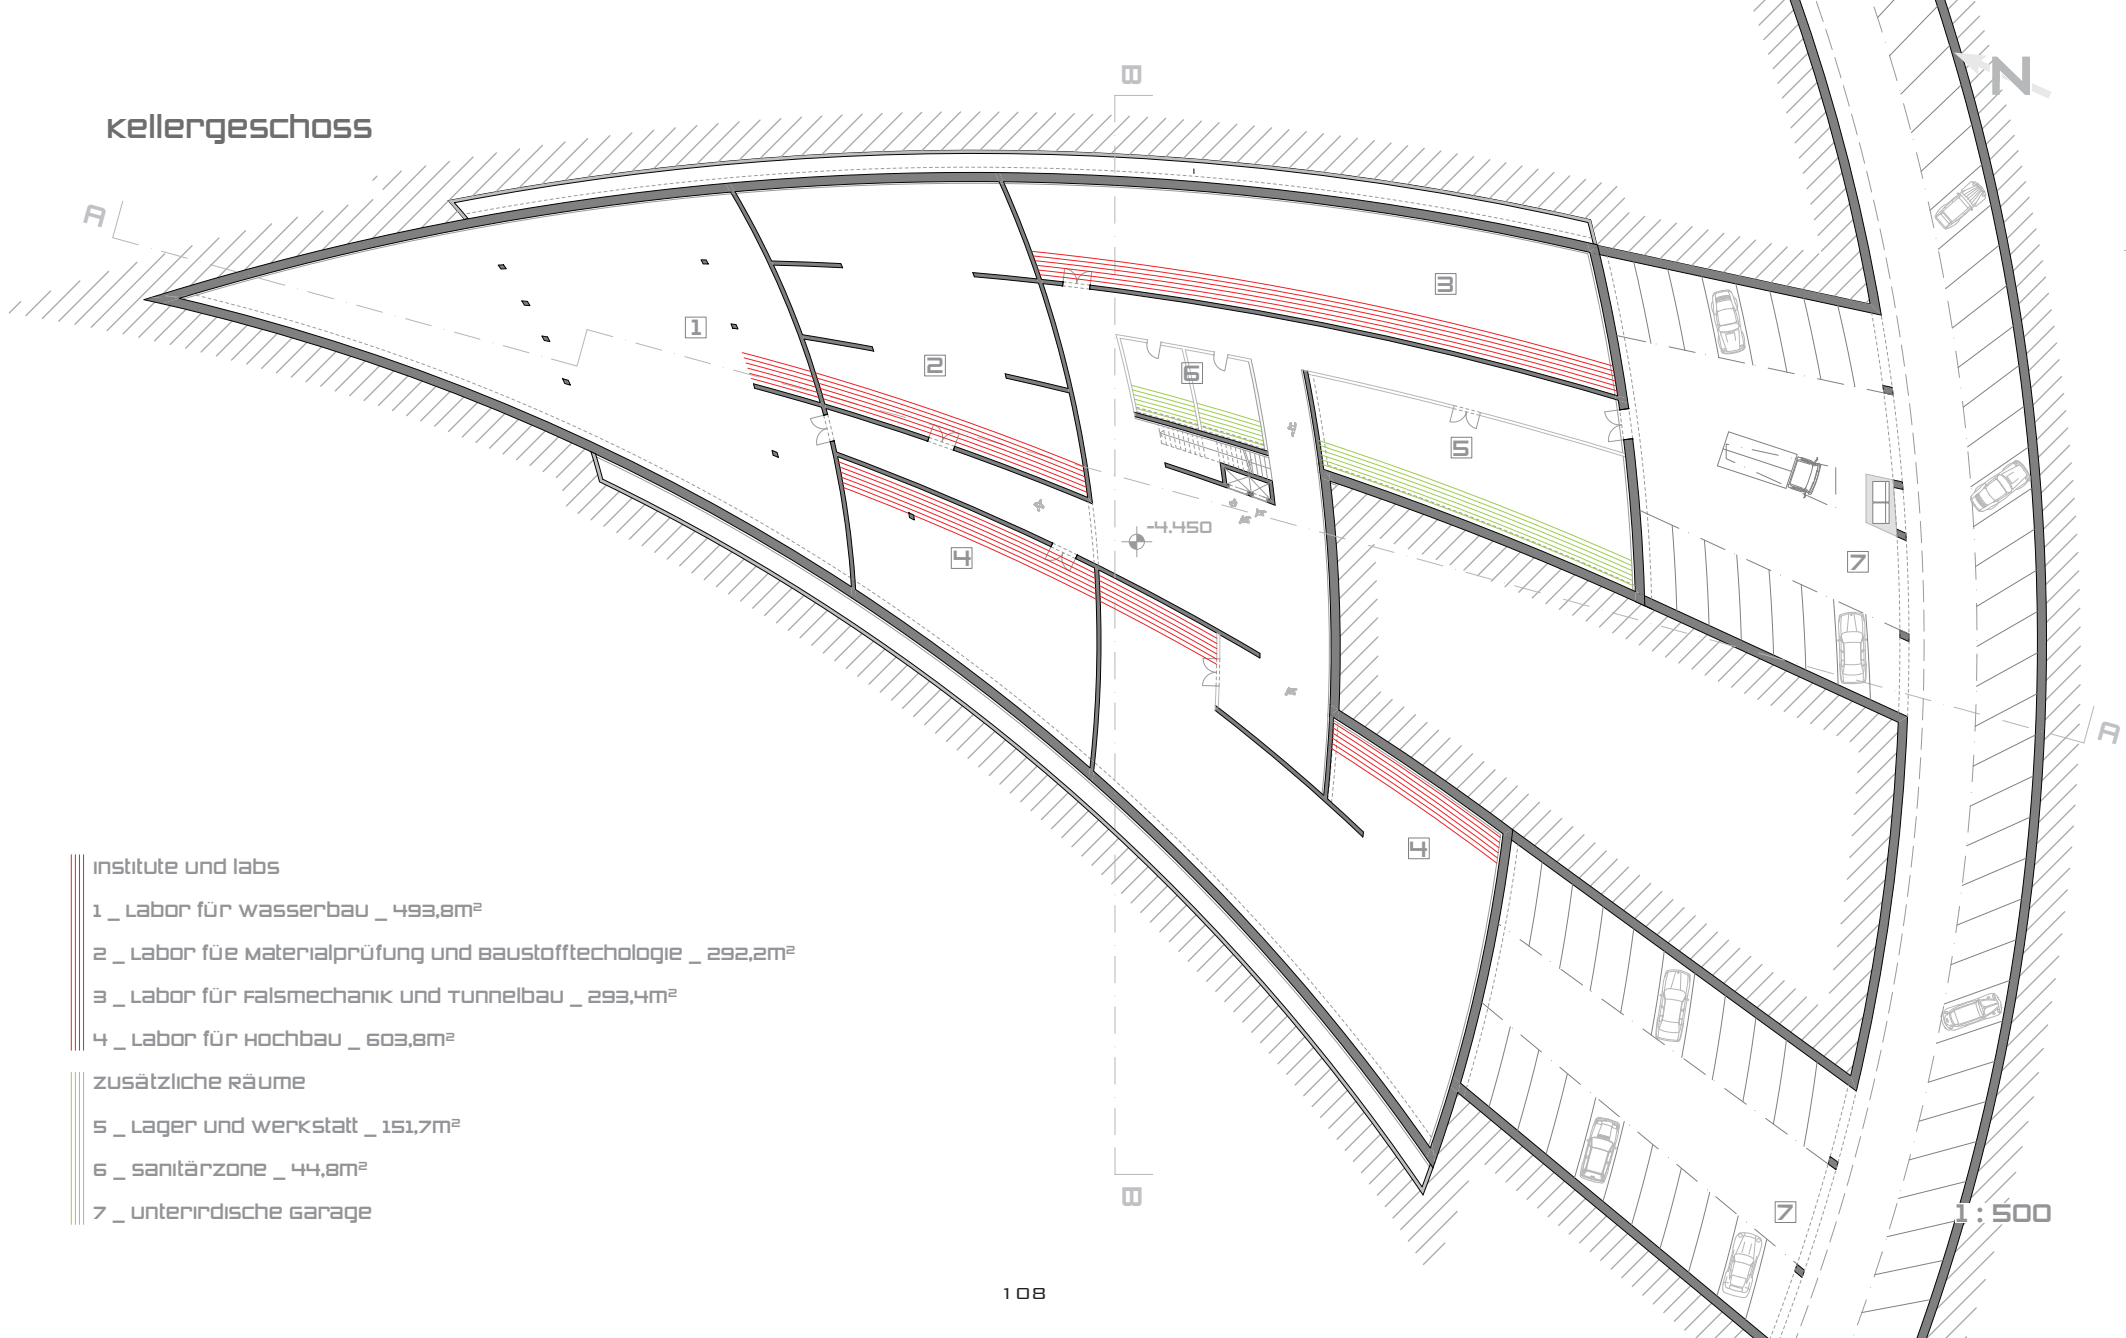 B
N
Kellergeschoss
A
3
1
2
6
5
-4.450
7
4
A
4
Institute und Labs
1 _ Labor für Wasserbau _ 493,8m²
2 _ Labor füe Materialprüfung und Baustofftechologie _ 292,2m²
3 _ Labor für Falsmechanik und Tunnelbau _ 293,4m²
4 _ Labor für Hochbau _ 603,8m²
Zusätzliche Räume
5 _ Lager und Werkstatt _ 151,7m²
6 _ Sanitärzone _ 44,8m²
7 _ Unterirdische Garage
B
7
1:500
108